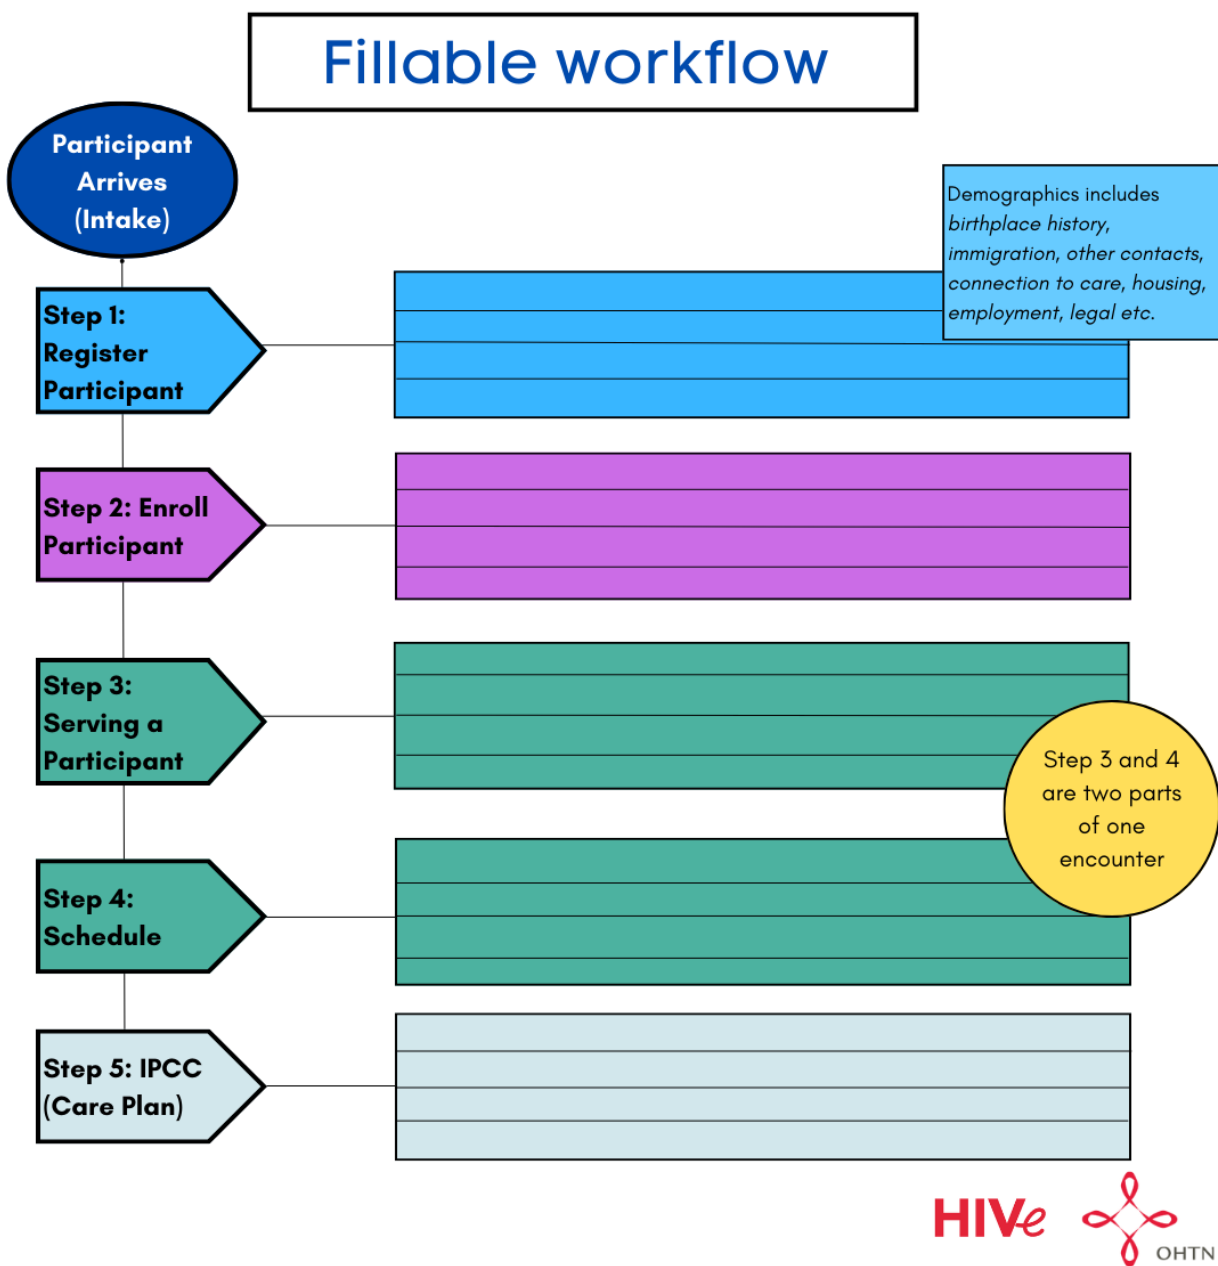 Fillable workflow
Participant
Arrives
(Intake)
Demographics includes
birthplace history,
immigration, other contacts,
connection to care, housing,
employment, legal etc.
Step 1:
Register
Participant
Step 2: Enroll
Participant
Step 3:
Serving a
Participant
Step 3 and 4
are two parts
of one
encounter
Step 4:
Schedule
Step 5: IPCC
(Care Plan)
HIVe
OHTN